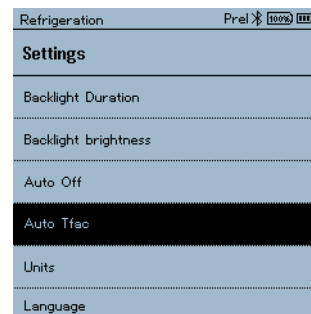 Refrigeration Prel 100%
Settings
Backlight Duration
Backlight brightness
Auto Off
Auto Tfac
Units
Language